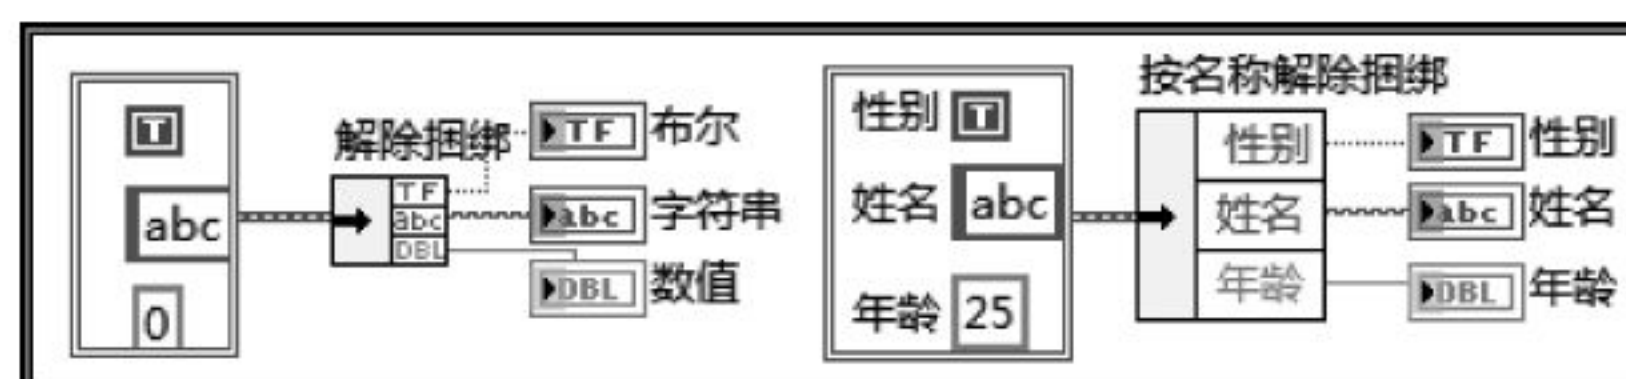 T
abc
0
解除捆绑
TF
abc
DBL
TF 布尔
abc 字符串
DBL 数值
性别 T
姓名 abc
年龄 25
按名称解除捆绑
性别
姓名
年龄
TF 性别
abc 姓名
DBL 年龄